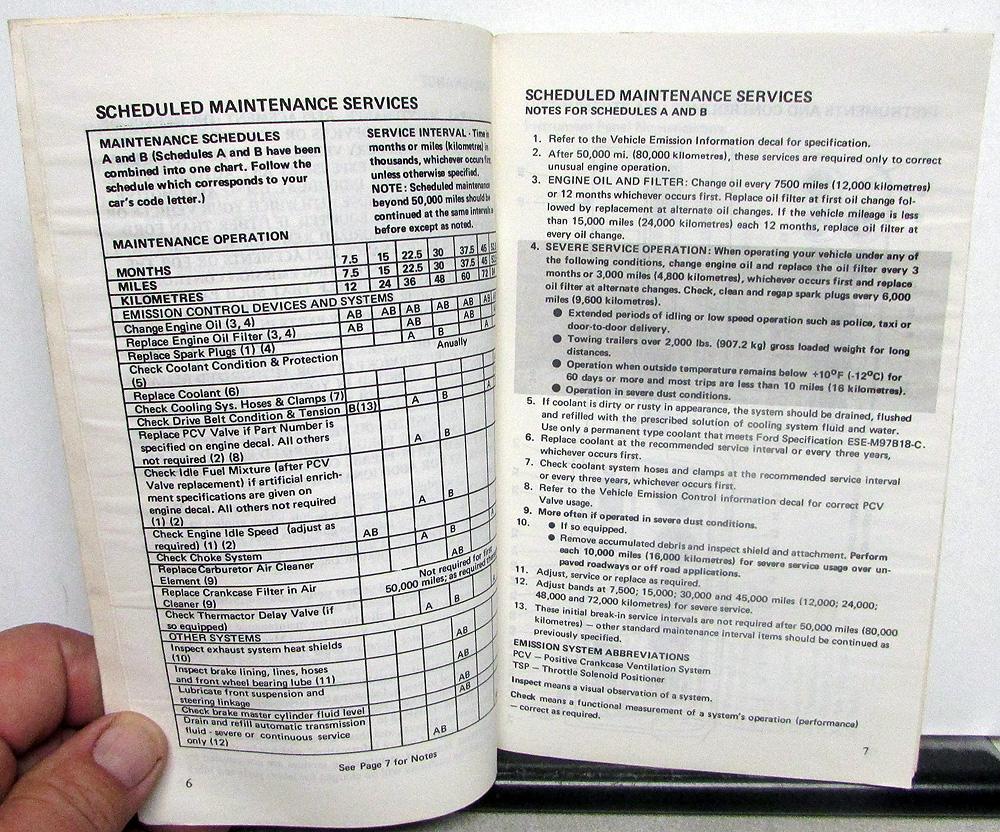 SCHEDULED MAINTENANCE SERVICES
MAINTENANCE SCHEDULES
A and B (Schedules A and B have been
combined into one chart. Follow the
schedule which corresponds to your
car's code letter.)
MAINTENANCE OPERATION
SERVICE INTERVAL - Time in
months or miles (kilometres) in
thousands, whichever occurs first,
unless otherwise specified.
NOTE: Scheduled maintenance
beyond 50,000 miles should be
continued at the same intervals
before except as noted.
MONTHS 7.5 15 22.5 30 37.5 45
MILES 7.5 15 22.5 30 37.5 45
KILOMETRES 12 24 36 48 60 72
EMISSION CONTROL DEVICES AND SYSTEMS
Change Engine Oil (3, 4) AB AB AB AB AB AB
Replace Engine Oil Filter (3, 4) AB AB AB
Replace Spark Plugs (1) (4) A B A
Check Coolant Condition & Protection
(5) Anually
Replace Coolant (6)
Check Cooling Sys. Hoses & Clamps (7) A B A
Check Drive Belt Condition & Tension B(13) A B
Replace PCV Valve if Part Number is
specified on engine decal. All others
not required (2) (8) A B
Check Idle Fuel Mixture (after PCV
Valve replacement) if artificial enrich-
ment specifications are given on
engine decal. All others not required
(1) (2) A B
Check Engine Idle Speed (adjust as
required) (1) (2) AB A B
Check Choke System A B
Replace Carburetor Air Cleaner
Element (9) AB
Replace Crankcase Filter in Air
Cleaner (9) Not required for first
50,000 miles; as required
Check Thermactor Delay Valve (if
so equipped) A B
OTHER SYSTEMS
Inspect exhaust system heat shields
(10) AB
Inspect brake lining, lines, hoses
and front wheel bearing lube (11) AB
Lubricate front suspension and
steering linkage AB
Check brake master cylinder fluid level AB
Drain and refill automatic transmission
fluid - severe or continuous service
only (12) AB
See Page 7 for Notes
6
SCHEDULED MAINTENANCE SERVICES
NOTES FOR SCHEDULES A AND B
1. Refer to the Vehicle Emission Information decal for specification.
2. After 50,000 mi. (80,000 kilometres), these services are required only to correct
unusual engine operation.
3. ENGINE OIL AND FILTER: Change oil every 7500 miles (12,000 kilometres)
or 12 months whichever occurs first. Replace oil filter at first oil change fol-
lowed by replacement at alternate oil changes. If the vehicle mileage is less
than 15,000 miles (24,000 kilometres) each 12 months, replace oil filter at
every oil change.
4. SEVERE SERVICE OPERATION: When operating your vehicle under any of
the following conditions, change engine oil and replace the oil filter every 3
months or 3,000 miles (4,800 kilometres), whichever occurs first and replace
oil filter at alternate changes. Check, clean and regap spark plugs every 6,000
miles (9,600 kilometres).
● Extended periods of idling or low speed operation such as police, taxi or
door-to-door delivery.
● Towing trailers over 2,000 lbs. (907.2 kg) gross loaded weight for long
distances.
● Operation when outside temperature remains below +10°F (-12°C) for
60 days or more and most trips are less than 10 miles (16 kilometres).
● Operation in severe dust conditions.
5. If coolant is dirty or rusty in appearance, the system should be drained, flushed
and refilled with the prescribed solution of cooling system fluid and water.
Use only a permanent type coolant that meets Ford Specification ESE-M97B18-C.
6. Replace coolant at the recommended service interval or every three years,
whichever occurs first.
7. Check coolant system hoses and clamps at the recommended service interval
or every three years, whichever occurs first.
8. Refer to the Vehicle Emission Control information decal for correct PCV
Valve usage.
9. More often if operated in severe dust conditions.
10. ● If so equipped.
● Remove accumulated debris and inspect shield and attachment. Perform
each 10,000 miles (16,000 kilometres) for severe service usage over un-
paved roadways or off road applications.
11. Adjust, service or replace as required.
12. Adjust bands at 7,500; 15,000; 30,000 and 45,000 miles (12,000; 24,000;
48,000 and 72,000 kilometres) for severe service.
13. These initial break-in service intervals are not required after 50,000 miles (80,000
kilometres) — other standard maintenance interval items should be continued as
previously specified.
EMISSION SYSTEM ABBREVIATIONS
PCV — Positive Crankcase Ventilation System
TSP — Throttle Solenoid Positioner
Inspect means a visual observation of a system.
Check means a functional measurement of a system's operation (performance)
— correct as required.
7